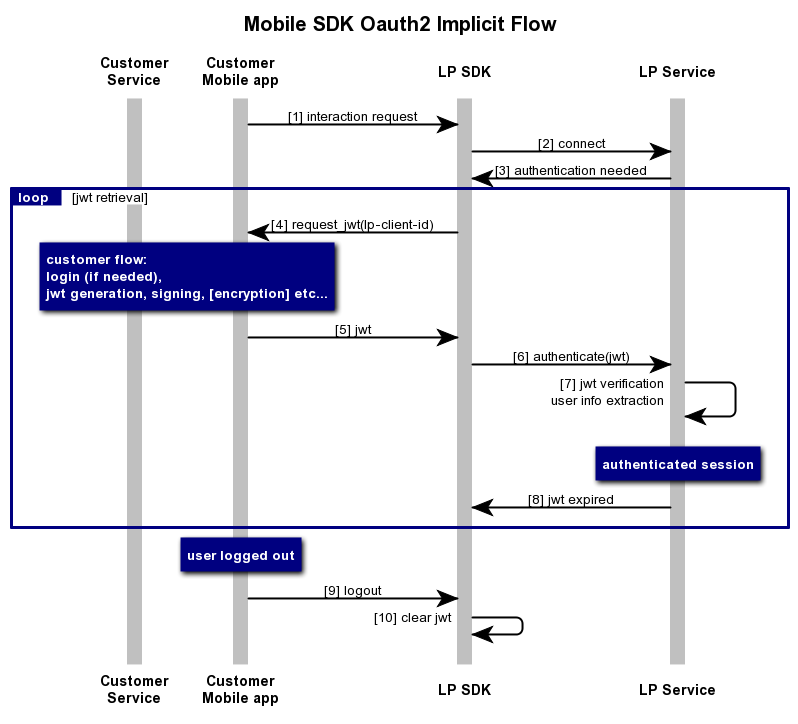 Mobile SDK Oauth2 Implicit Flow
Customer
Service
Customer
Mobile app
LP SDK
LP Service
[1] interaction request
[2] connect
[3] authentication needed
loop
[jwt retrieval]
[4] request_jwt(lp-client-id)
customer flow:
login (if needed),
jwt generation, signing, [encryption] etc...
[5] jwt
[6] authenticate(jwt)
[7] jwt verification
user info extraction
authenticated session
[8] jwt expired
user logged out
[9] logout
[10] clear jwt
Customer
Service
Customer
Mobile app
LP SDK
LP Service